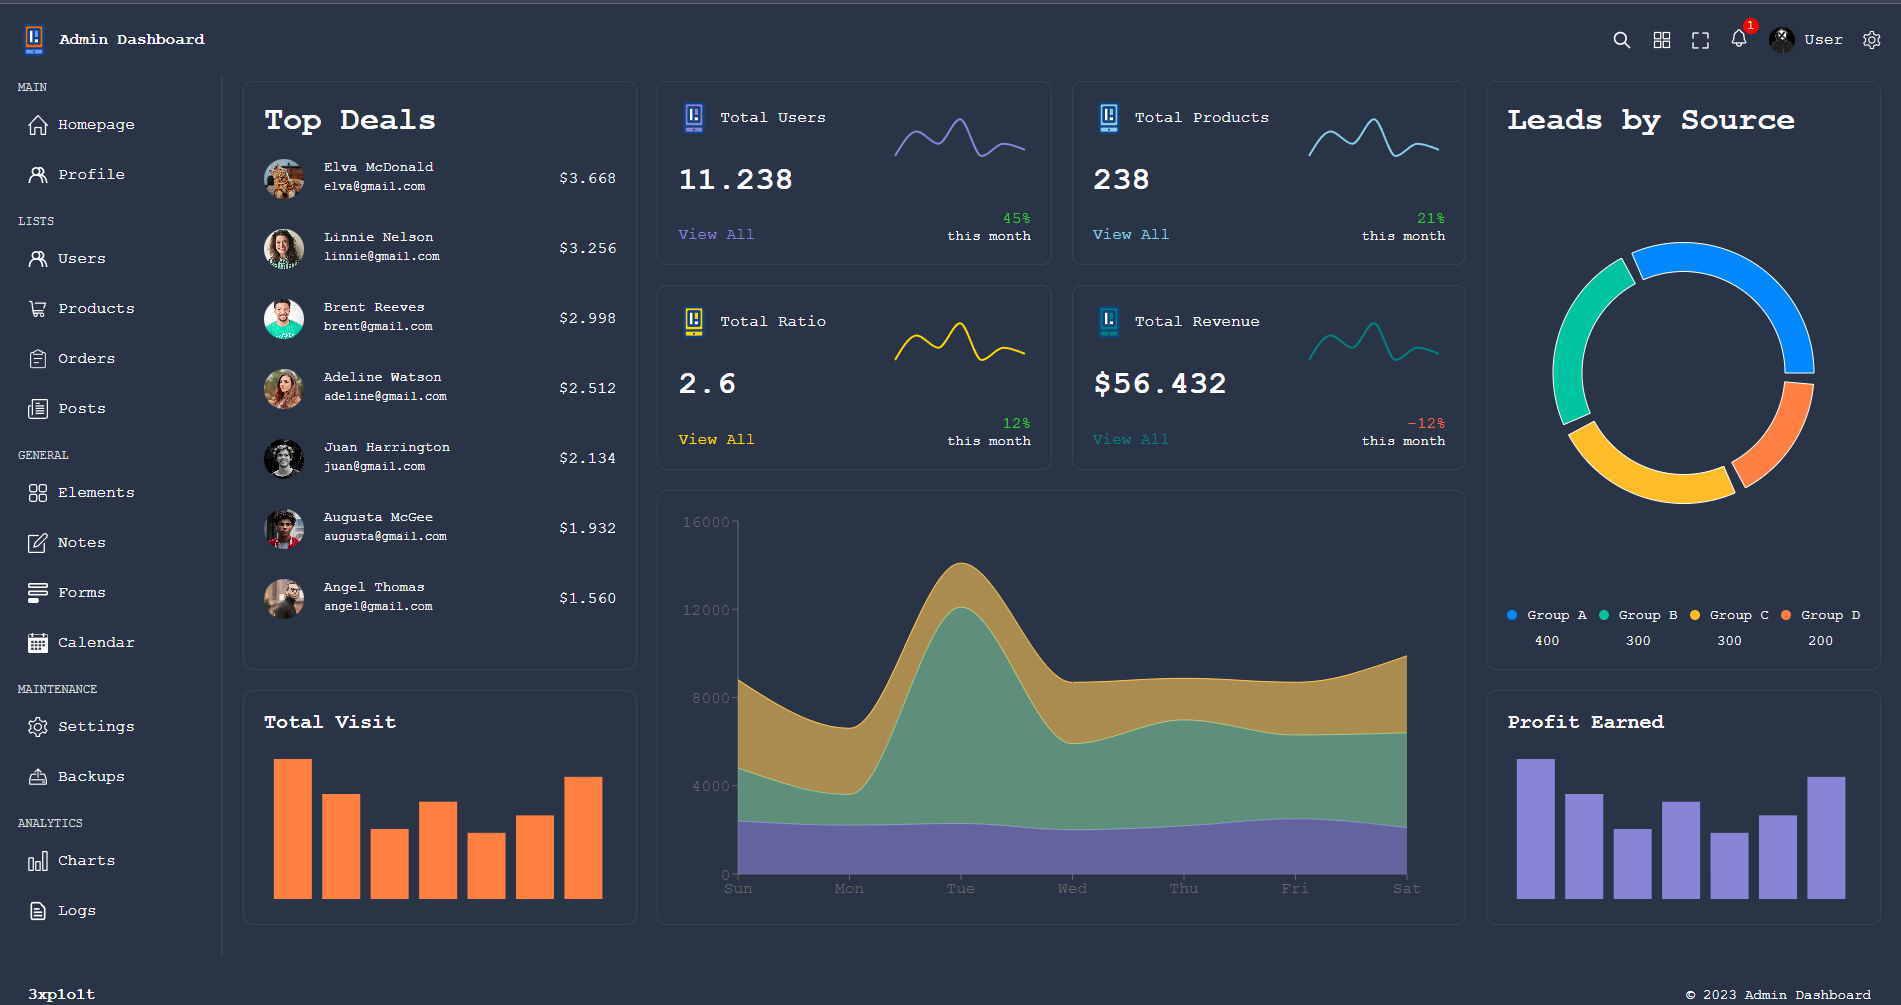 Admin Dashboard
1
User
MAIN
Homepage
Profile
LISTS
Users
Products
Orders
Posts
GENERAL
Elements
Notes
Forms
Calendar
MAINTENANCE
Settings
Backups
ANALYTICS
Charts
Logs
Top Deals
Elva McDonald
elva@gmail.com
$3.668
Linnie Nelson
linnie@gmail.com
$3.256
Brent Reeves
brent@gmail.com
$2.998
Adeline Watson
adeline@gmail.com
$2.512
Juan Harrington
juan@gmail.com
$2.134
Augusta McGee
augusta@gmail.com
$1.932
Angel Thomas
angel@gmail.com
$1.560
Total Visit
Total Users
11.238
View All
45%
this month
Total Products
238
View All
21%
this month
Total Ratio
2.6
View All
12%
this month
Total Revenue
$56.432
View All
-12%
this month
16000
12000
8000
4000
0
Sun Mon Tue Wed Thu Fri Sat
Leads by Source
Group A Group B Group C Group D
400 300 300 200
Profit Earned
3xp1o1t
© 2023 Admin Dashboard